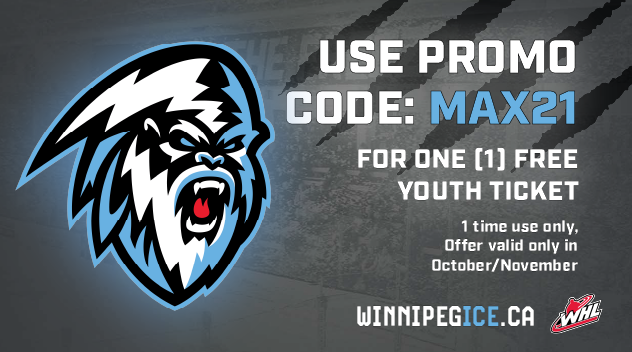 USE PROMO
CODE: MAX21
FOR ONE (1) FREE
YOUTH TICKET
1 time use only,
Offer valid only in
October/November
WINNIPEGICE.CA
WHL